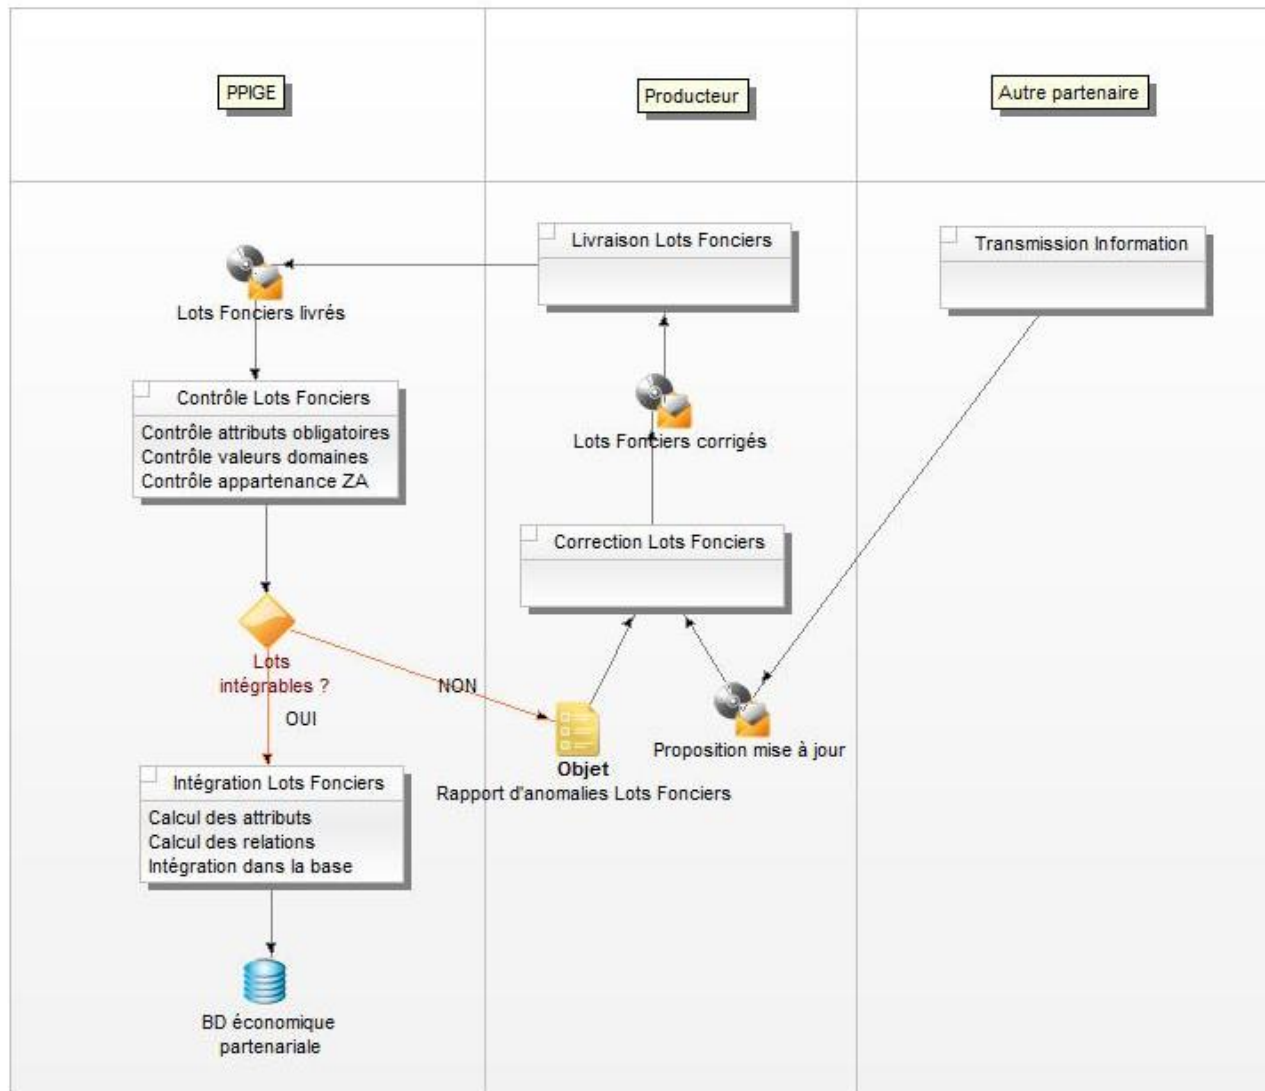 PPIGE
Producteur
Autre partenaire
Livraison Lots Fonciers
Transmission Information
Lots Fonciers livrés
Contrôle Lots Fonciers
Contrôle attributs obligatoires
Contrôle valeurs domaines
Contrôle appartenance ZA
Lots Fonciers corrigés
Correction Lots Fonciers
Lots
intégrables ?
NON
OUI
Objet
Rapport d'anomalies Lots Fonciers
Proposition mise à jour
Intégration Lots Fonciers
Calcul des attributs
Calcul des relations
Intégration dans la base
BD économique
partenariale